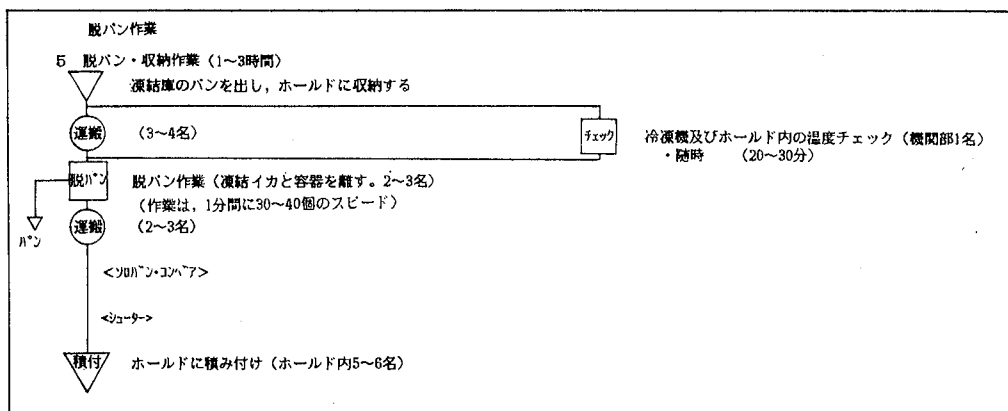 脱パン作業
5 脱パン・収納作業(1～3時間)
凍結庫のパンを出し,ホールドに収納する
運搬 (3～4名)
チェック
冷凍機及びホールド内の温度チェック(機関部1名)
・随時 (20～30分)
脱パン 脱パン作業(凍結イカと容器を離す。2～3名)
(作業は,1分間に30～40個のスピード)
パン
運搬 (2～3名)
<ソロバン・コンベア>
<シューター>
積付 ホールドに積み付け(ホールド内5～6名)